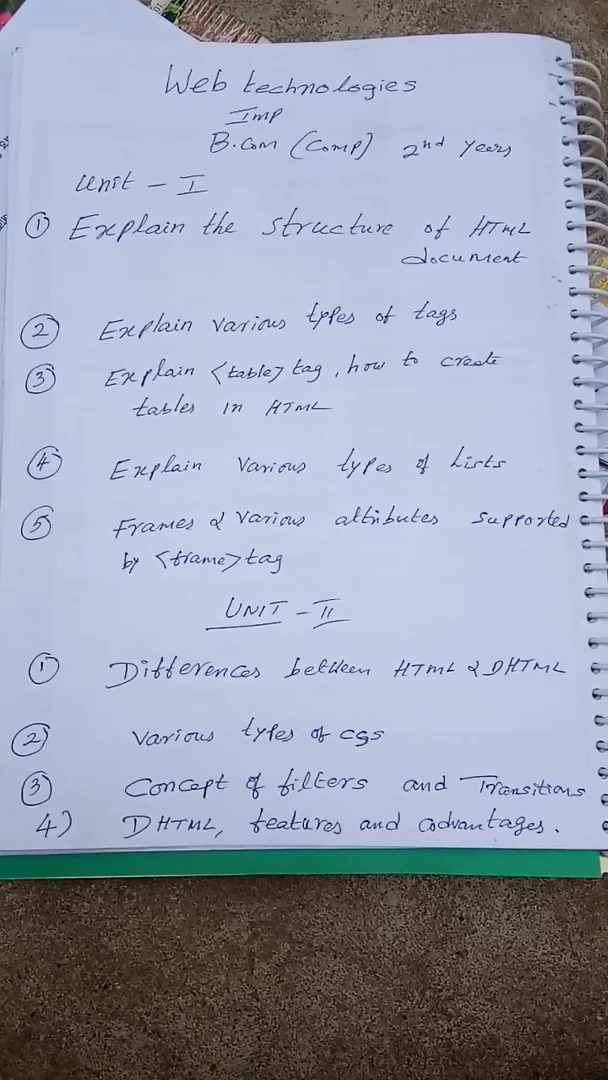 Web technologies
Imp
B.com (Comp) 2nd years
Unit - I
① Explain the structure of HTML
document
② Explain various types of tags
③ Explain <table> tag, how to create
tables in HTML
④ Explain various types of Lists
⑤ Frames & various attributes supported
by <frame> tag
UNIT - II
① Differences between HTML & DHTML
② various types of css
③ Concept of filters and Transitions
4) DHTML, features and advantages.